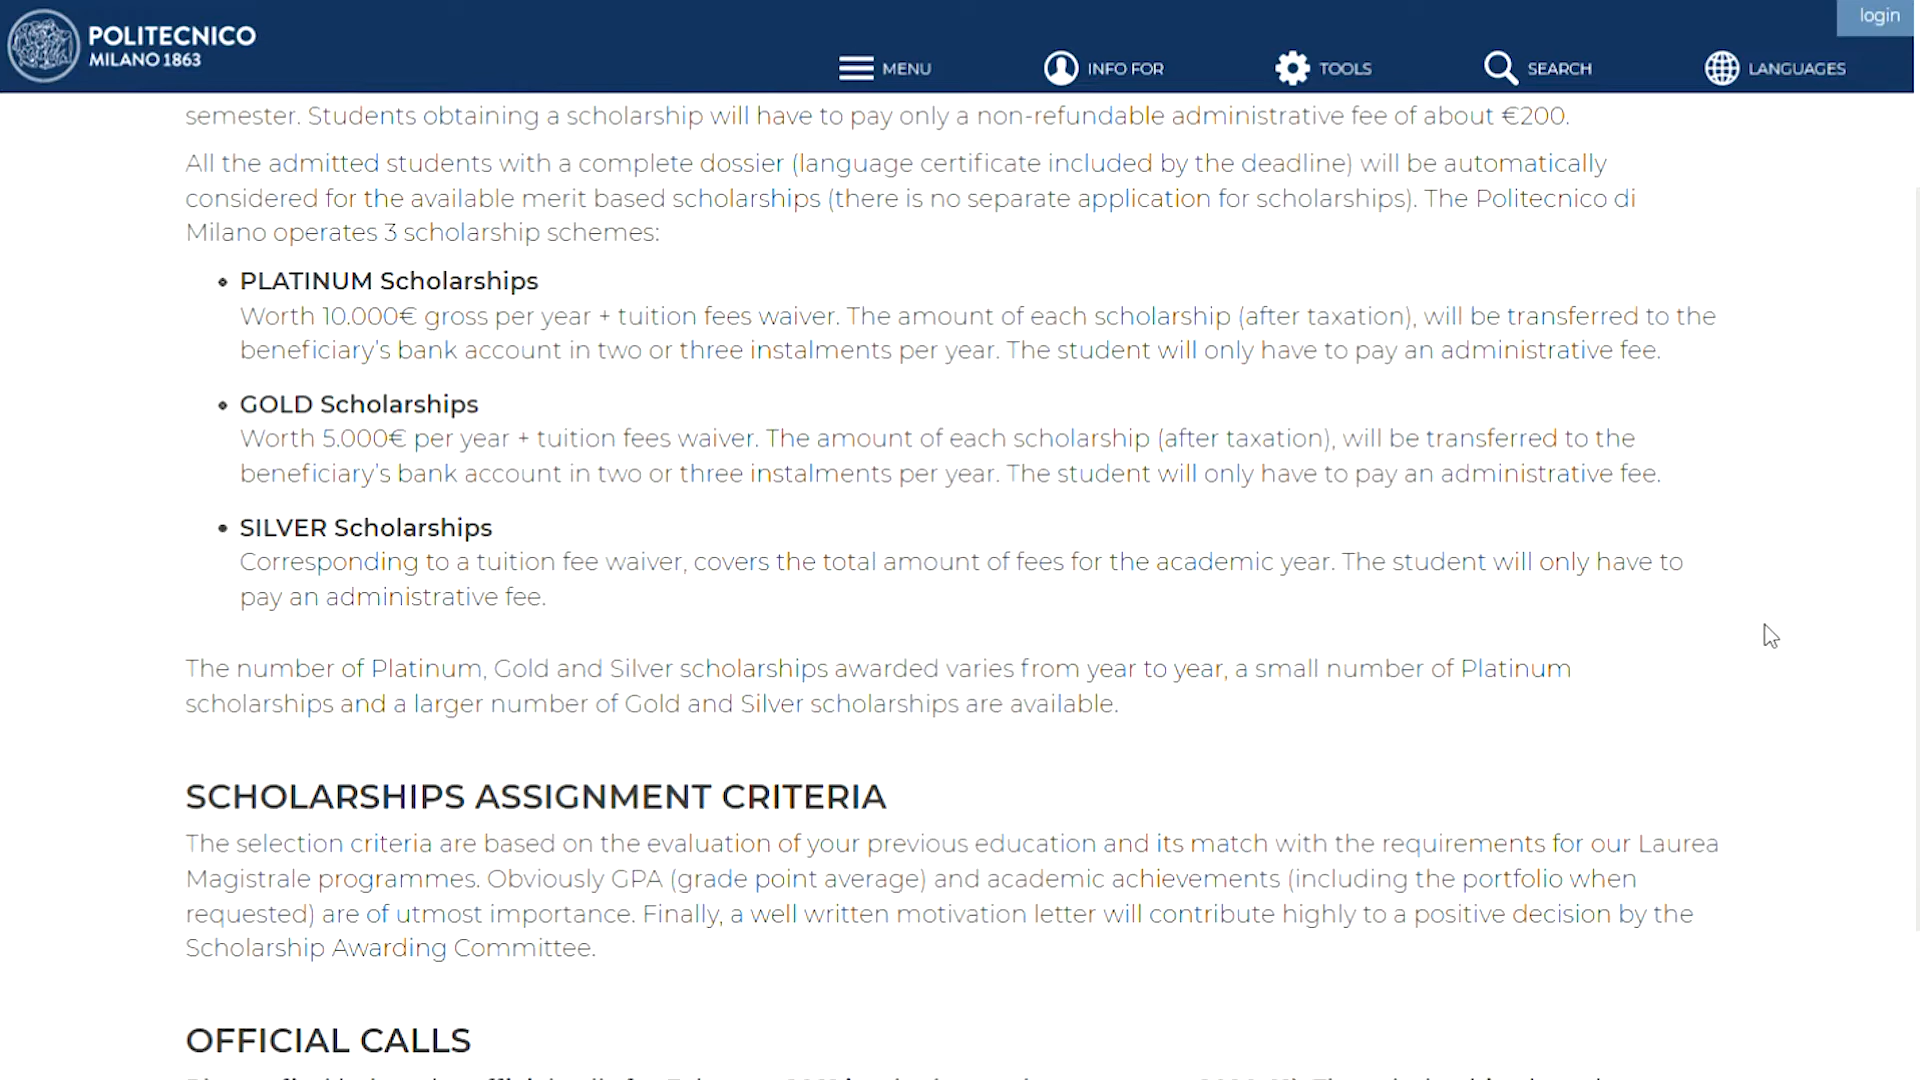 login
POLITECNICO
MILANO 1863
MENU
INFO FOR
TOOLS
SEARCH
LANGUAGES
semester. Students obtaining a scholarship will have to pay only a non-refundable administrative fee of about €200.
All the admitted students with a complete dossier (language certificate included by the deadline) will be automatically
considered for the available merit based scholarships (there is no separate application for scholarships). The Politecnico di
Milano operates 3 scholarship schemes:
• PLATINUM Scholarships
Worth 10.000€ gross per year + tuition fees waiver. The amount of each scholarship (after taxation), will be transferred to the
beneficiary's bank account in two or three instalments per year. The student will only have to pay an administrative fee.
• GOLD Scholarships
Worth 5.000€ per year + tuition fees waiver. The amount of each scholarship (after taxation), will be transferred to the
beneficiary's bank account in two or three instalments per year. The student will only have to pay an administrative fee.
• SILVER Scholarships
Corresponding to a tuition fee waiver, covers the total amount of fees for the academic year. The student will only have to
pay an administrative fee.
The number of Platinum, Gold and Silver scholarships awarded varies from year to year, a small number of Platinum
scholarships and a larger number of Gold and Silver scholarships are available.
SCHOLARSHIPS ASSIGNMENT CRITERIA
The selection criteria are based on the evaluation of your previous education and its match with the requirements for our Laurea
Magistrale programmes. Obviously GPA (grade point average) and academic achievements (including the portfolio when
requested) are of utmost importance. Finally, a well written motivation letter will contribute highly to a positive decision by the
Scholarship Awarding Committee.
OFFICIAL CALLS